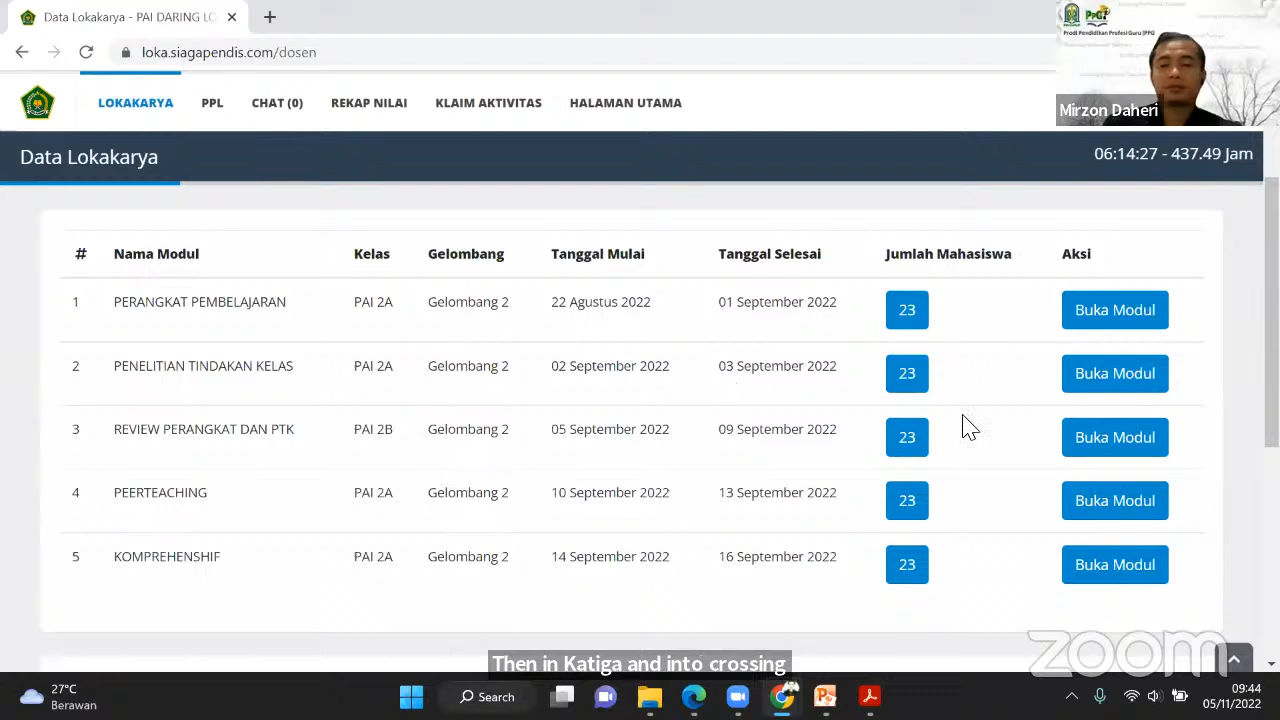 Data Lokakarya - PAI DARING LO
loka.siagapendis.com/dosen
PPG
Prodi Pendidikan Profesi Guru (PPG
Mirzon Daheri
LOKAKARYA PPL CHAT (0) REKAP NILAI KLAIM AKTIVITAS HALAMAN UTAMA
Data Lokakarya 06:14:27 - 437.49 Jam
# Nama Modul Kelas Gelombang Tanggal Mulai Tanggal Selesai Jumlah Mahasiswa Aksi
1 PERANGKAT PEMBELAJARAN PAI 2A Gelombang 2 22 Agustus 2022 01 September 2022 23 Buka Modul
2 PENELITIAN TINDAKAN KELAS PAI 2A Gelombang 2 02 September 2022 03 September 2022 23 Buka Modul
3 REVIEW PERANGKAT DAN PTK PAI 2B Gelombang 2 05 September 2022 09 September 2022 23 Buka Modul
4 PEERTEACHING PAI 2A Gelombang 2 10 September 2022 13 September 2022 23 Buka Modul
5 KOMPREHENSHIF PAI 2A Gelombang 2 14 September 2022 16 September 2022 23 Buka Modul
zoom
Then in Katiga and into crossing
27°C
Berawan
Search
09:44
05/11/2022